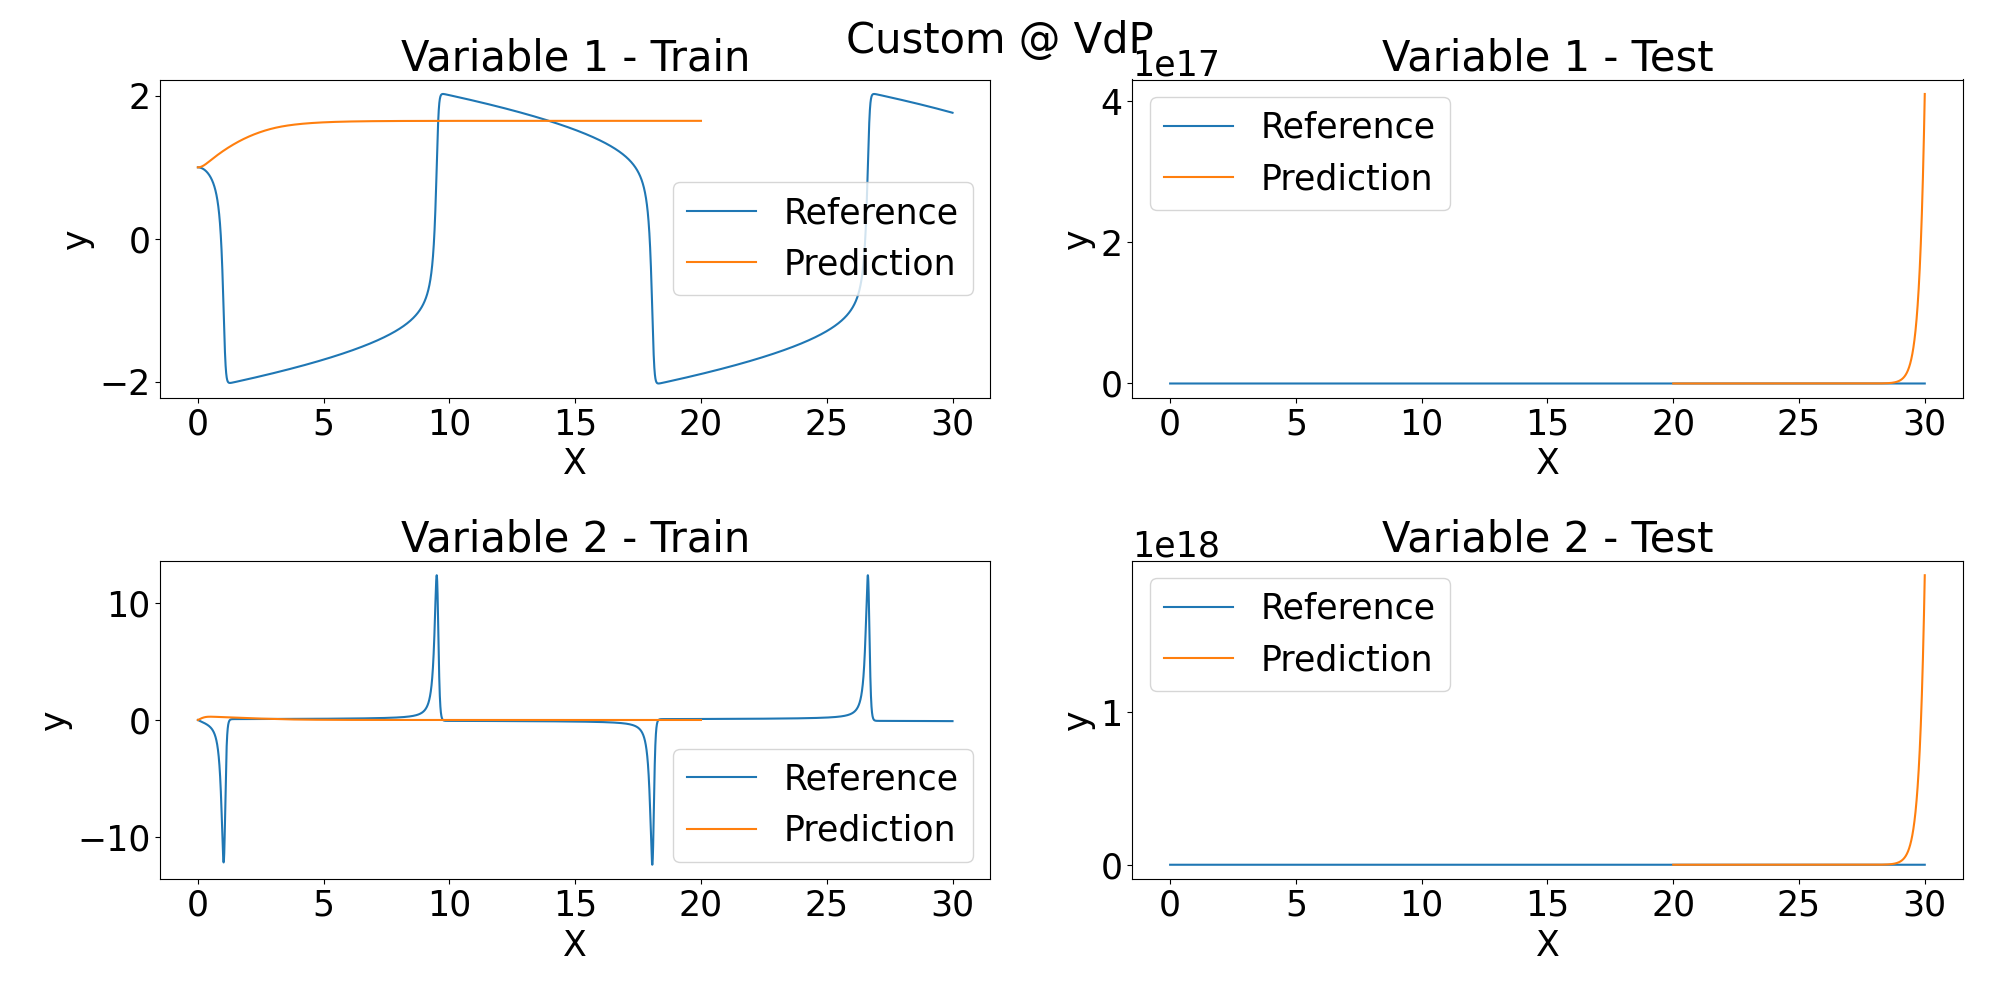 Custom @ VdP
Variable 1 - Train
2
0
−2
y
0 5 10 15 20 25 30
X
Reference
Prediction
Variable 1 - Test
1e17
4
2
0
y
0 5 10 15 20 25 30
X
Reference
Prediction
Variable 2 - Train
10
0
−10
y
0 5 10 15 20 25 30
X
Reference
Prediction
Variable 2 - Test
1e18
1
0
y
0 5 10 15 20 25 30
X
Reference
Prediction